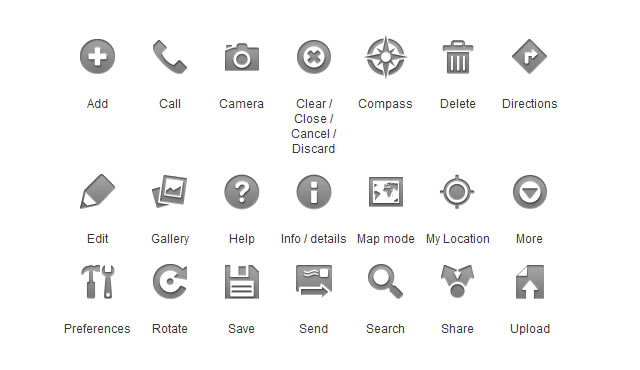 Add Call Camera Clear / Compass Delete Directions
Close /
Cancel /
Discard
Edit Gallery Help Info / details Map mode My Location More
Preferences Rotate Save Send Search Share Upload